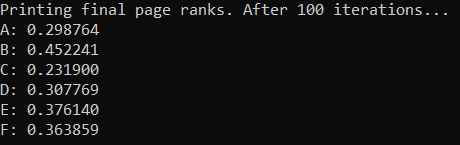 Printing final page ranks. After 100 iterations...
A: 0.298764
B: 0.452241
C: 0.231900
D: 0.307769
E: 0.376140
F: 0.363859